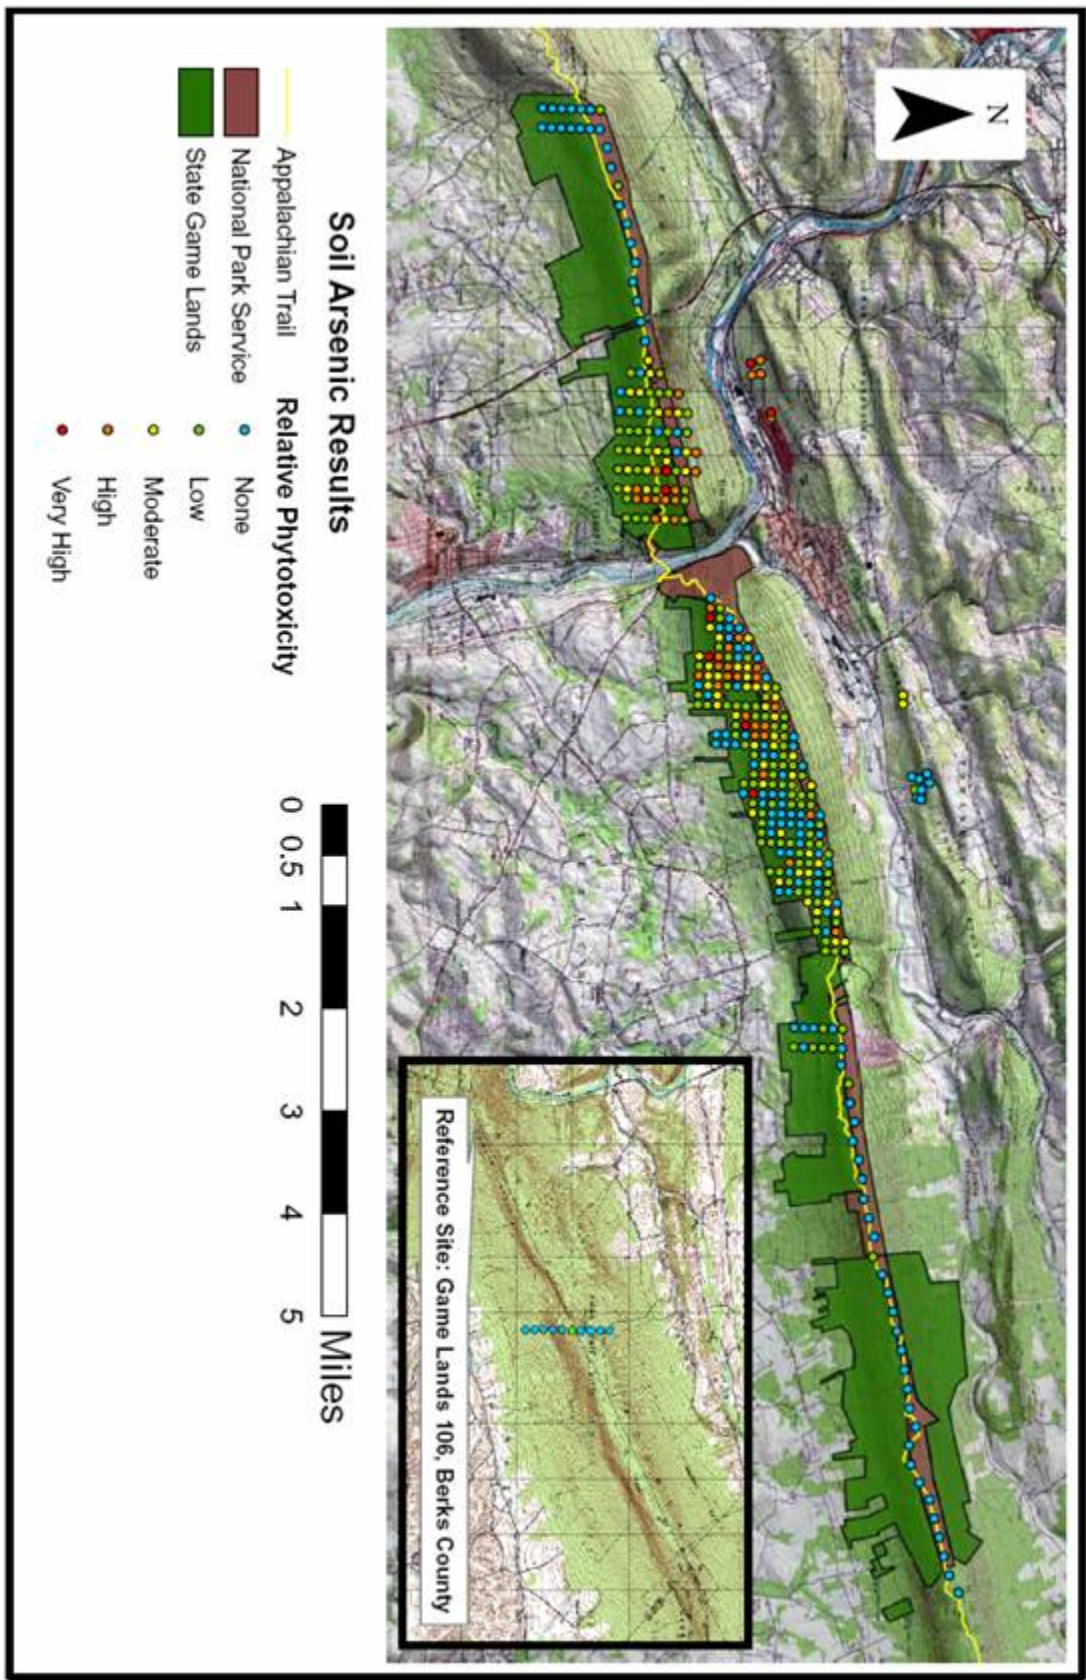 N
Soil Arsenic Results
Appalachian Trail
National Park Service
State Game Lands
Relative Phytotoxicity
None
Low
Moderate
High
Very High
0 0.5 1 2 3 4 5 Miles
Reference Site: Game Lands 106, Berks County